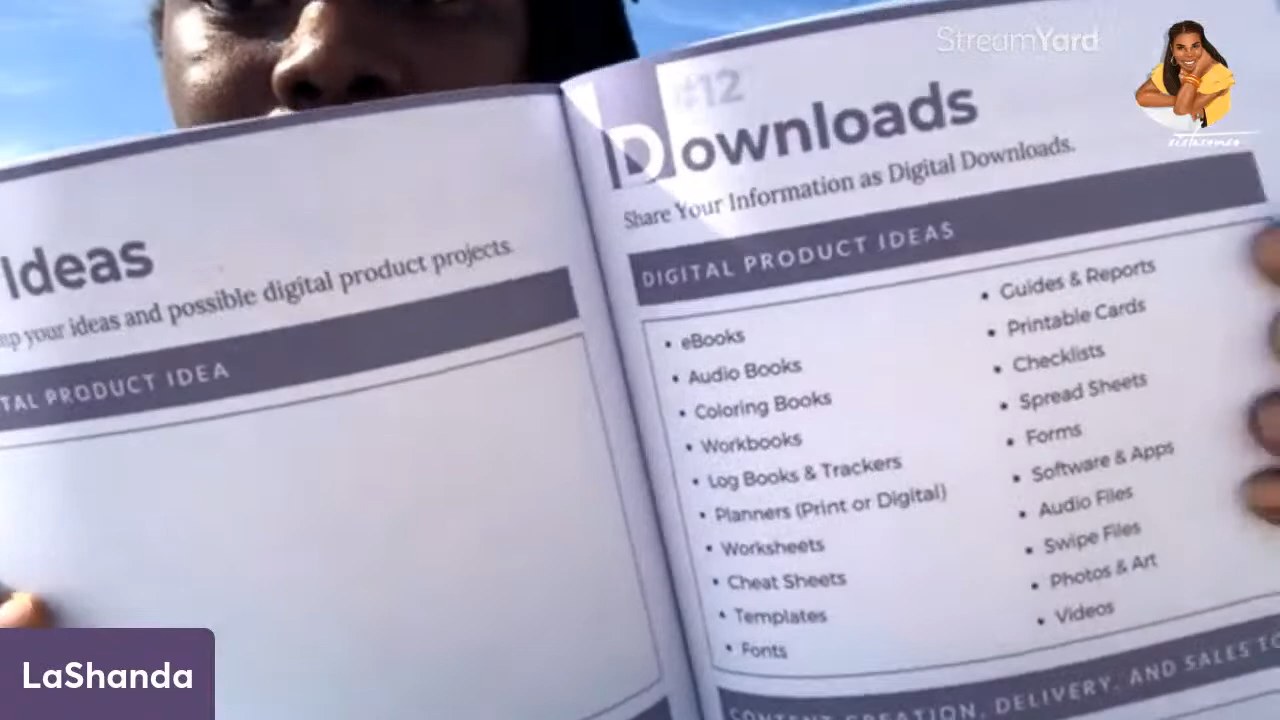 StreamYard
Ideas
your ideas and possible digital product projects.
PRODUCT IDEA
#12
Downloads
Share Your Information as Digital Downloads.
DIGITAL PRODUCT IDEAS
• eBooks
• Audio Books
• Coloring Books
• Workbooks
• Log Books & Trackers
• Planners (Print or Digital)
• Worksheets
• Cheat Sheets
• Templates
• Fonts
• Guides & Reports
• Printable Cards
• Checklists
• Spread Sheets
• Forms
• Software & Apps
• Audio Files
• Swipe Files
• Photos & Art
• Videos
CONTENT CREATION, DELIVERY, AND SALES
LaShanda